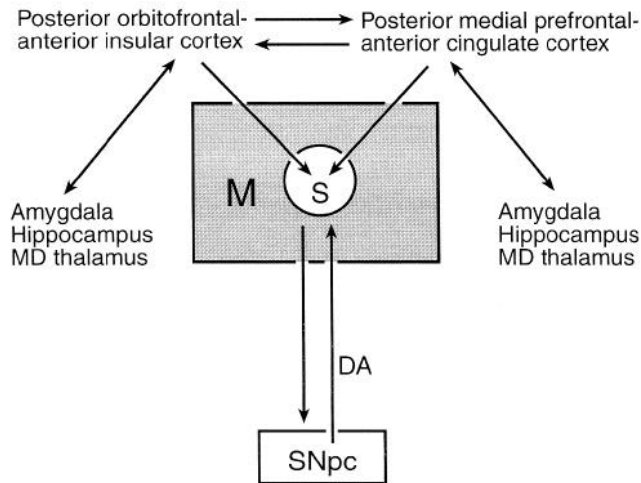 Posterior orbitofrontal-
anterior insular cortex
Posterior medial prefrontal-
anterior cingulate cortex
M
S
Amygdala
Hippocampus
MD thalamus
Amygdala
Hippocampus
MD thalamus
DA
SNpc